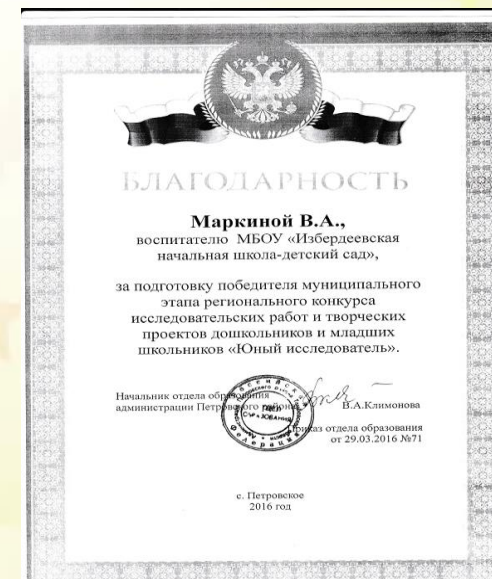 БЛАГОДАРНОСТЬ
Маркиной В.А.,
воспитателю МБОУ «Избердеевская
начальная школа-детский сад»,
за подготовку победителя муниципального
этапа регионального конкурса
исследовательских работ и творческих
проектов дошкольников и младших
школьников «Юный исследователь».
Начальник отдела образования
администрации Петровского района В.А.Климонова
Приказ отдела образования
от 29.03.2016 №71
с. Петровское
2016 год